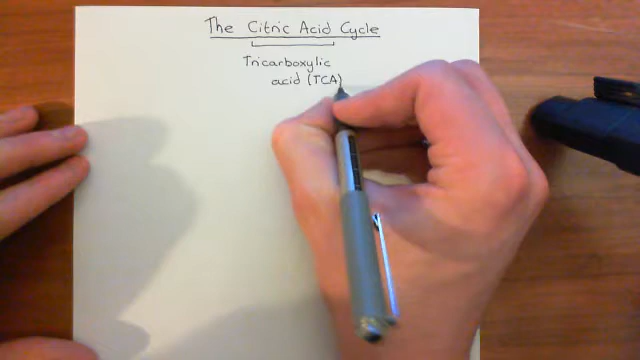 The Citric Acid Cycle
Tricarboxylic
acid (TCA)